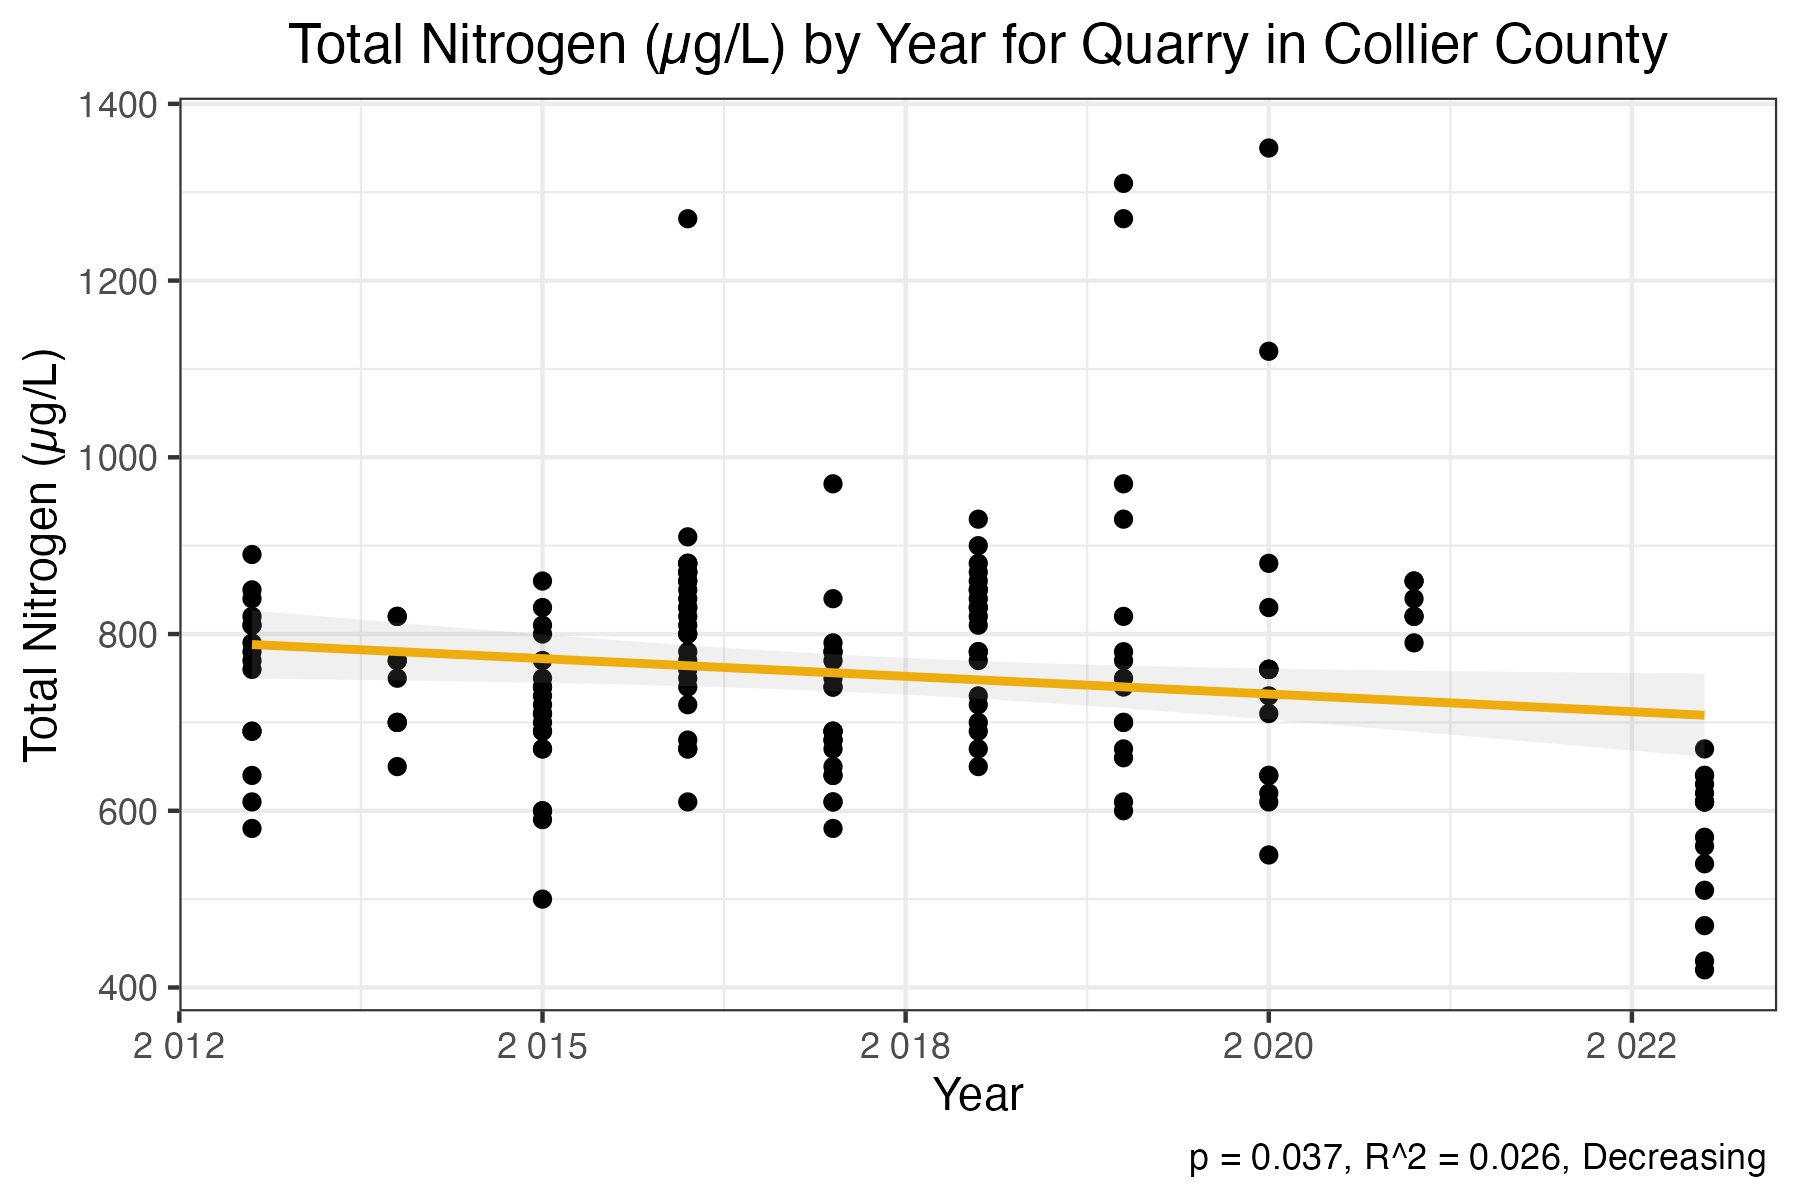 Total Nitrogen (µg/L) by Year for Quarry in Collier County
Total Nitrogen (µg/L)
1400
1200
1000
800
600
400
2 012 2 015 2 018 2 020 2 022
Year
p = 0.037, R^2 = 0.026, Decreasing